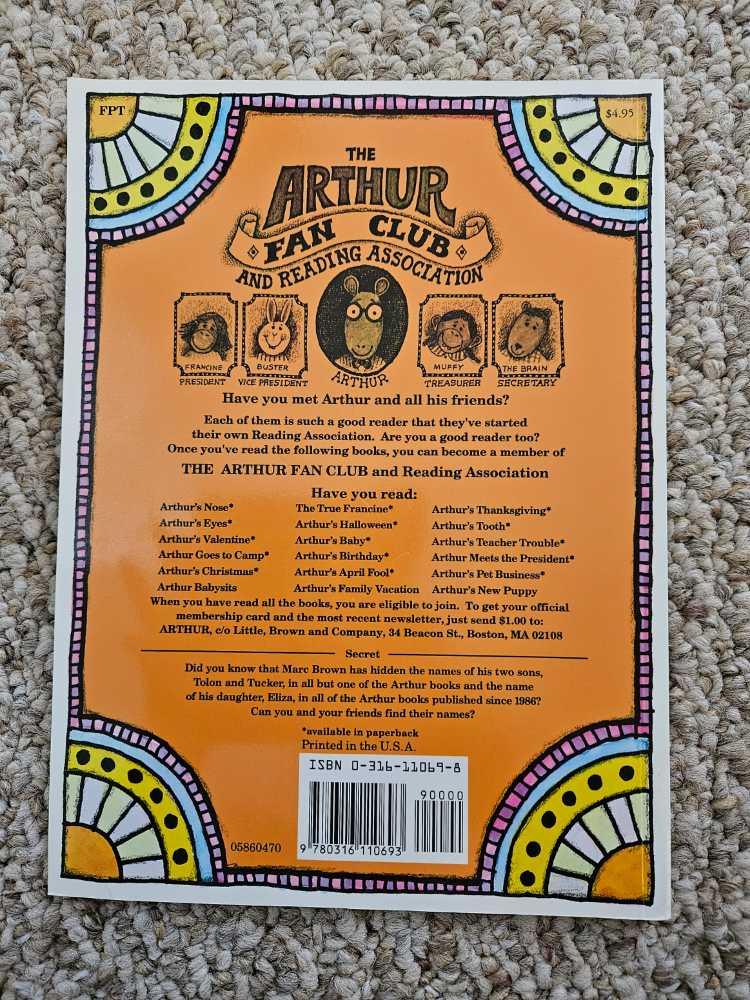 FPT
$4.95
THE
ARTHUR
FAN CLUB
AND READING ASSOCIATION
FRANCINE
PRESIDENT
BUSTER
VICE PRESIDENT
ARTHUR
MUFFY
TREASURER
THE BRAIN
SECRETARY
Have you met Arthur and all his friends?
Each of them is such a good reader that they've started
their own Reading Association. Are you a good reader too?
Once you've read the following books, you can become a member of
THE ARTHUR FAN CLUB and Reading Association
Have you read:
Arthur's Nose* The True Francine* Arthur's Thanksgiving*
Arthur's Eyes* Arthur's Halloween* Arthur's Tooth*
Arthur's Valentine* Arthur's Baby* Arthur's Teacher Trouble*
Arthur Goes to Camp* Arthur's Birthday* Arthur Meets the President*
Arthur's Christmas* Arthur's April Fool* Arthur's Pet Business*
Arthur Babysits Arthur's Family Vacation Arthur's New Puppy
When you have read all the books, you are eligible to join. To get your official
membership card and the most recent newsletter, just send $1.00 to:
ARTHUR, c/o Little, Brown and Company, 34 Beacon St., Boston, MA 02108
Secret
Did you know that Marc Brown has hidden the names of his two sons,
Tolon and Tucker, in all but one of the Arthur books and the name
of his daughter, Eliza, in all of the Arthur books published since 1986?
Can you and your friends find their names?
*available in paperback
Printed in the U.S.A.
ISBN 0-316-11069-8
90000
9 780316 110693
05860470